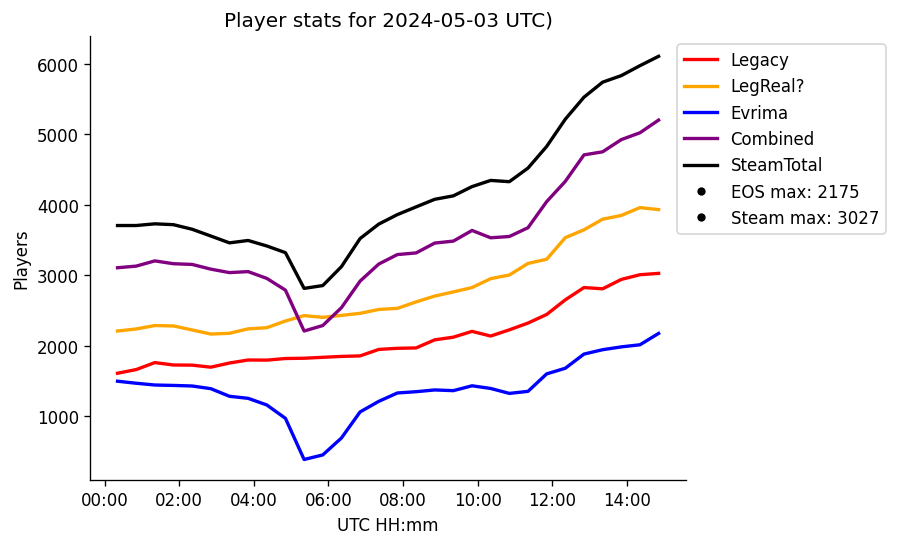 Player stats for 2024-05-03 UTC)
6000
5000
4000
3000
2000
1000
Players
00:00 02:00 04:00 06:00 08:00 10:00 12:00 14:00
UTC HH:mm
Legacy
LegReal?
Evrima
Combined
SteamTotal
EOS max: 2175
Steam max: 3027